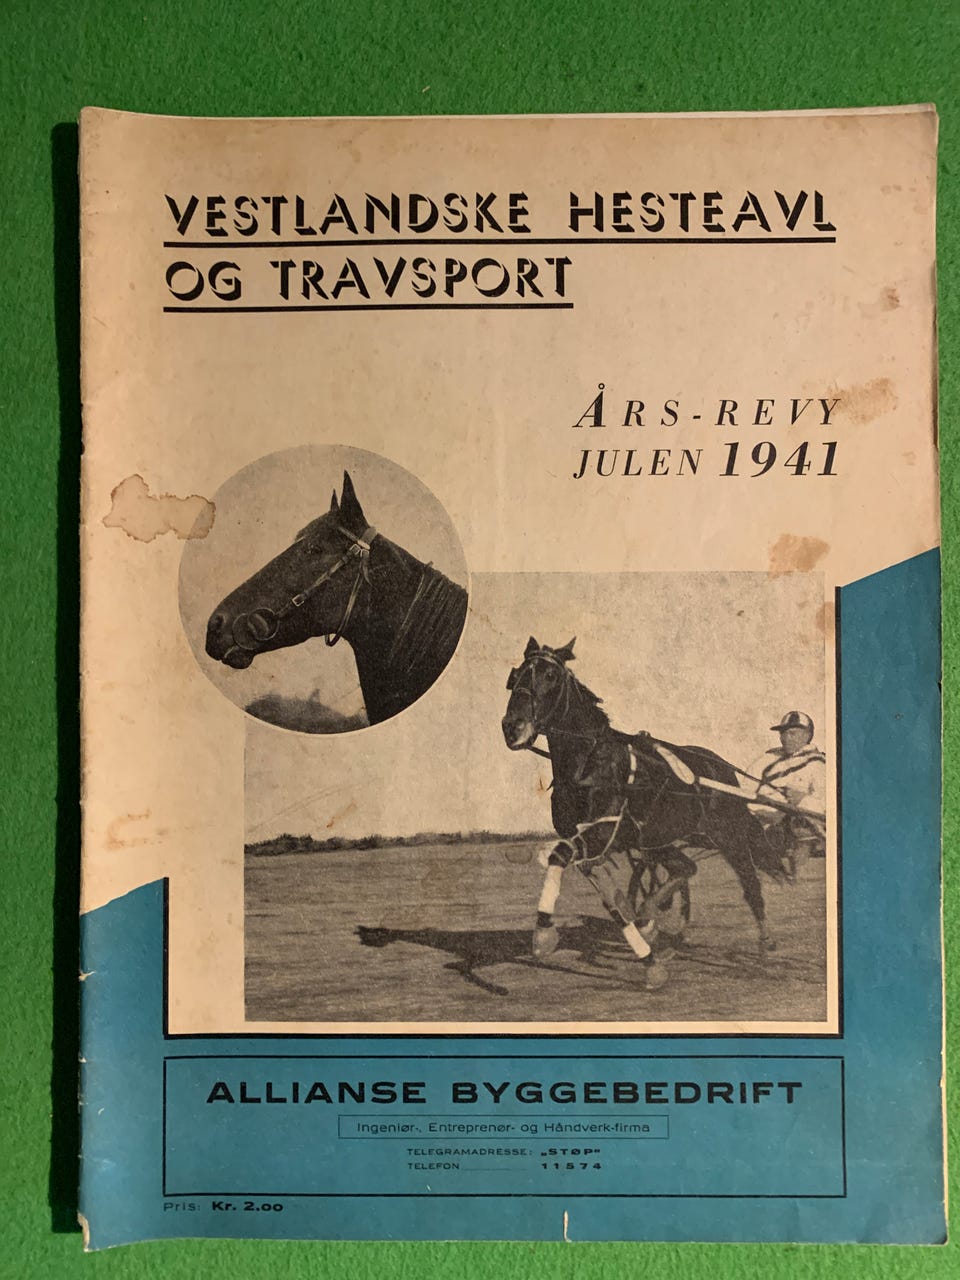 VESTLANDSKE HESTEAVL
OG TRAVSPORT
ÅRS-REVY
JULEN 1941
ALLIANSE BYGGEBEDRIFT
Ingeniør-, Entreprenør- og Håndverk-firma
TELEGRAMADRESSE: „STØP"
TELEFON 11574
Pris: Kr. 2.00